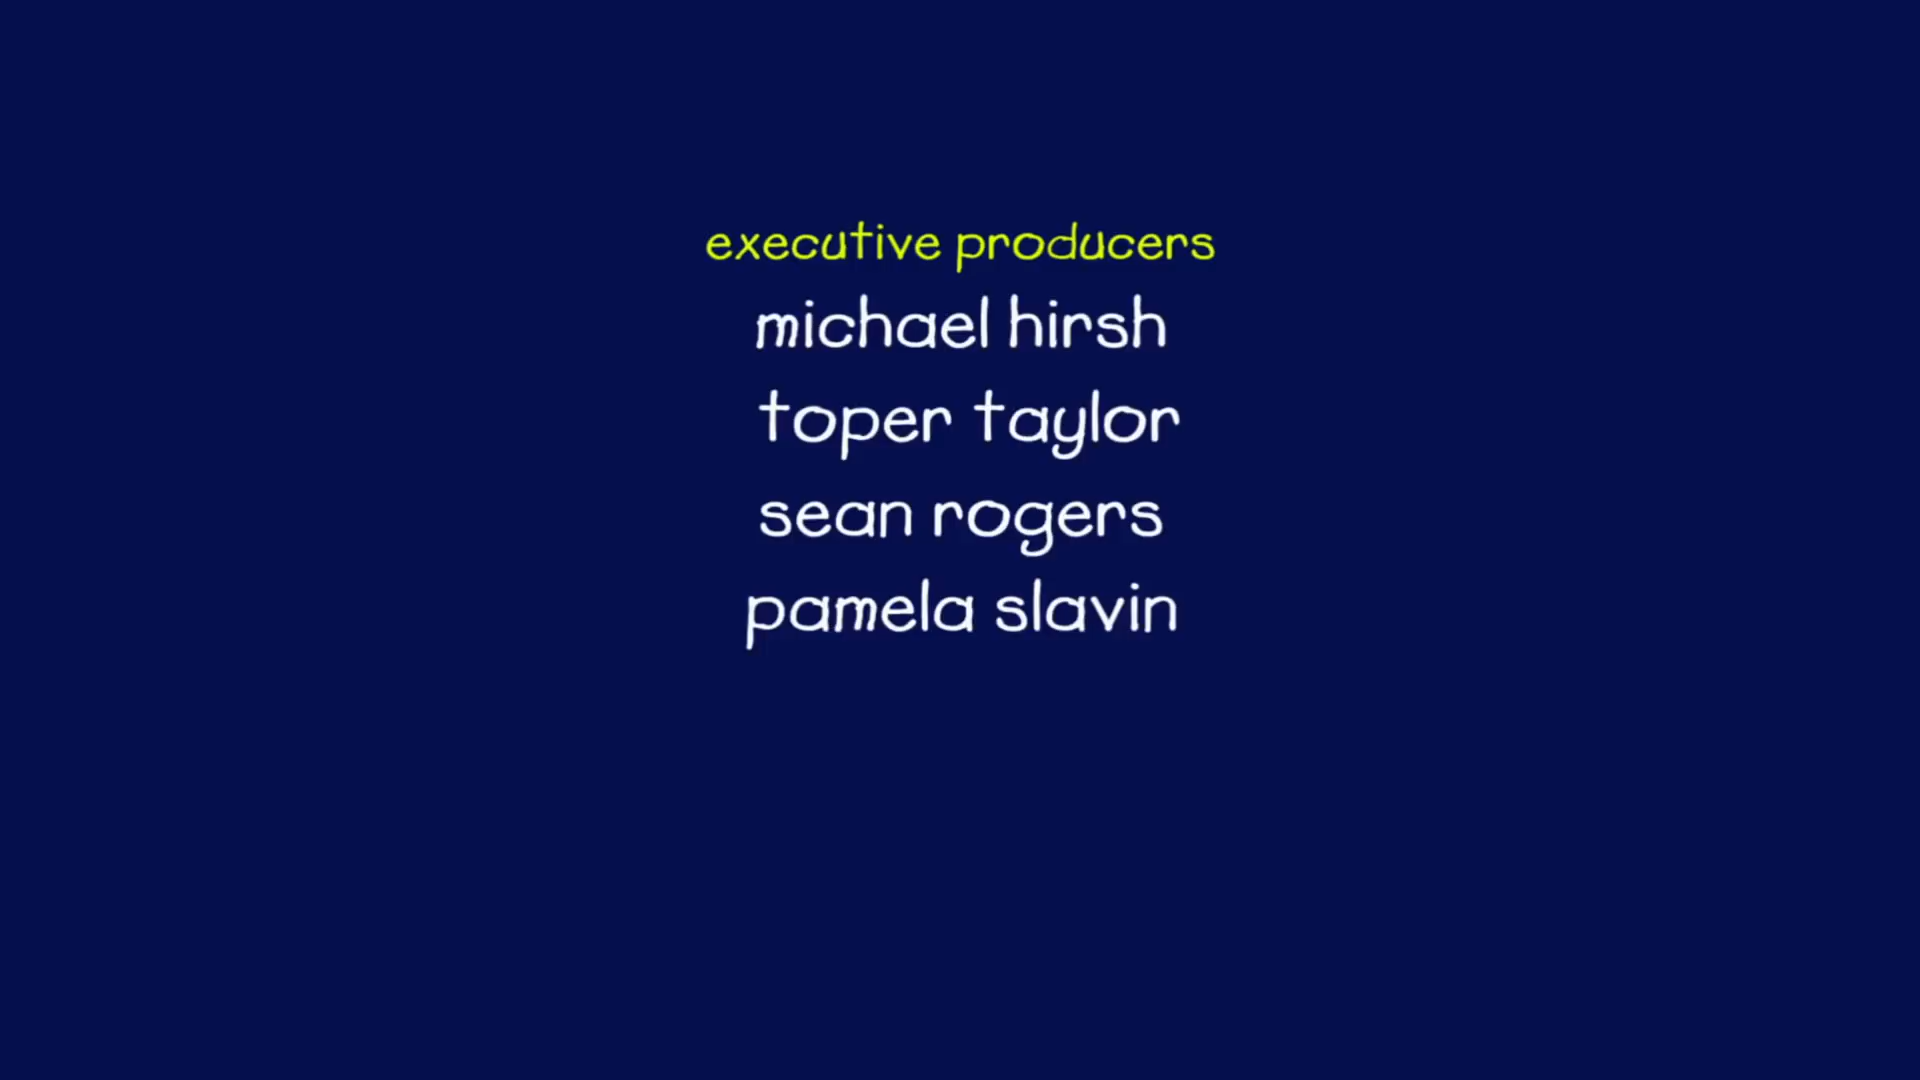 executive producers
michael hirsh
toper taylor
sean rogers
pamela slavin